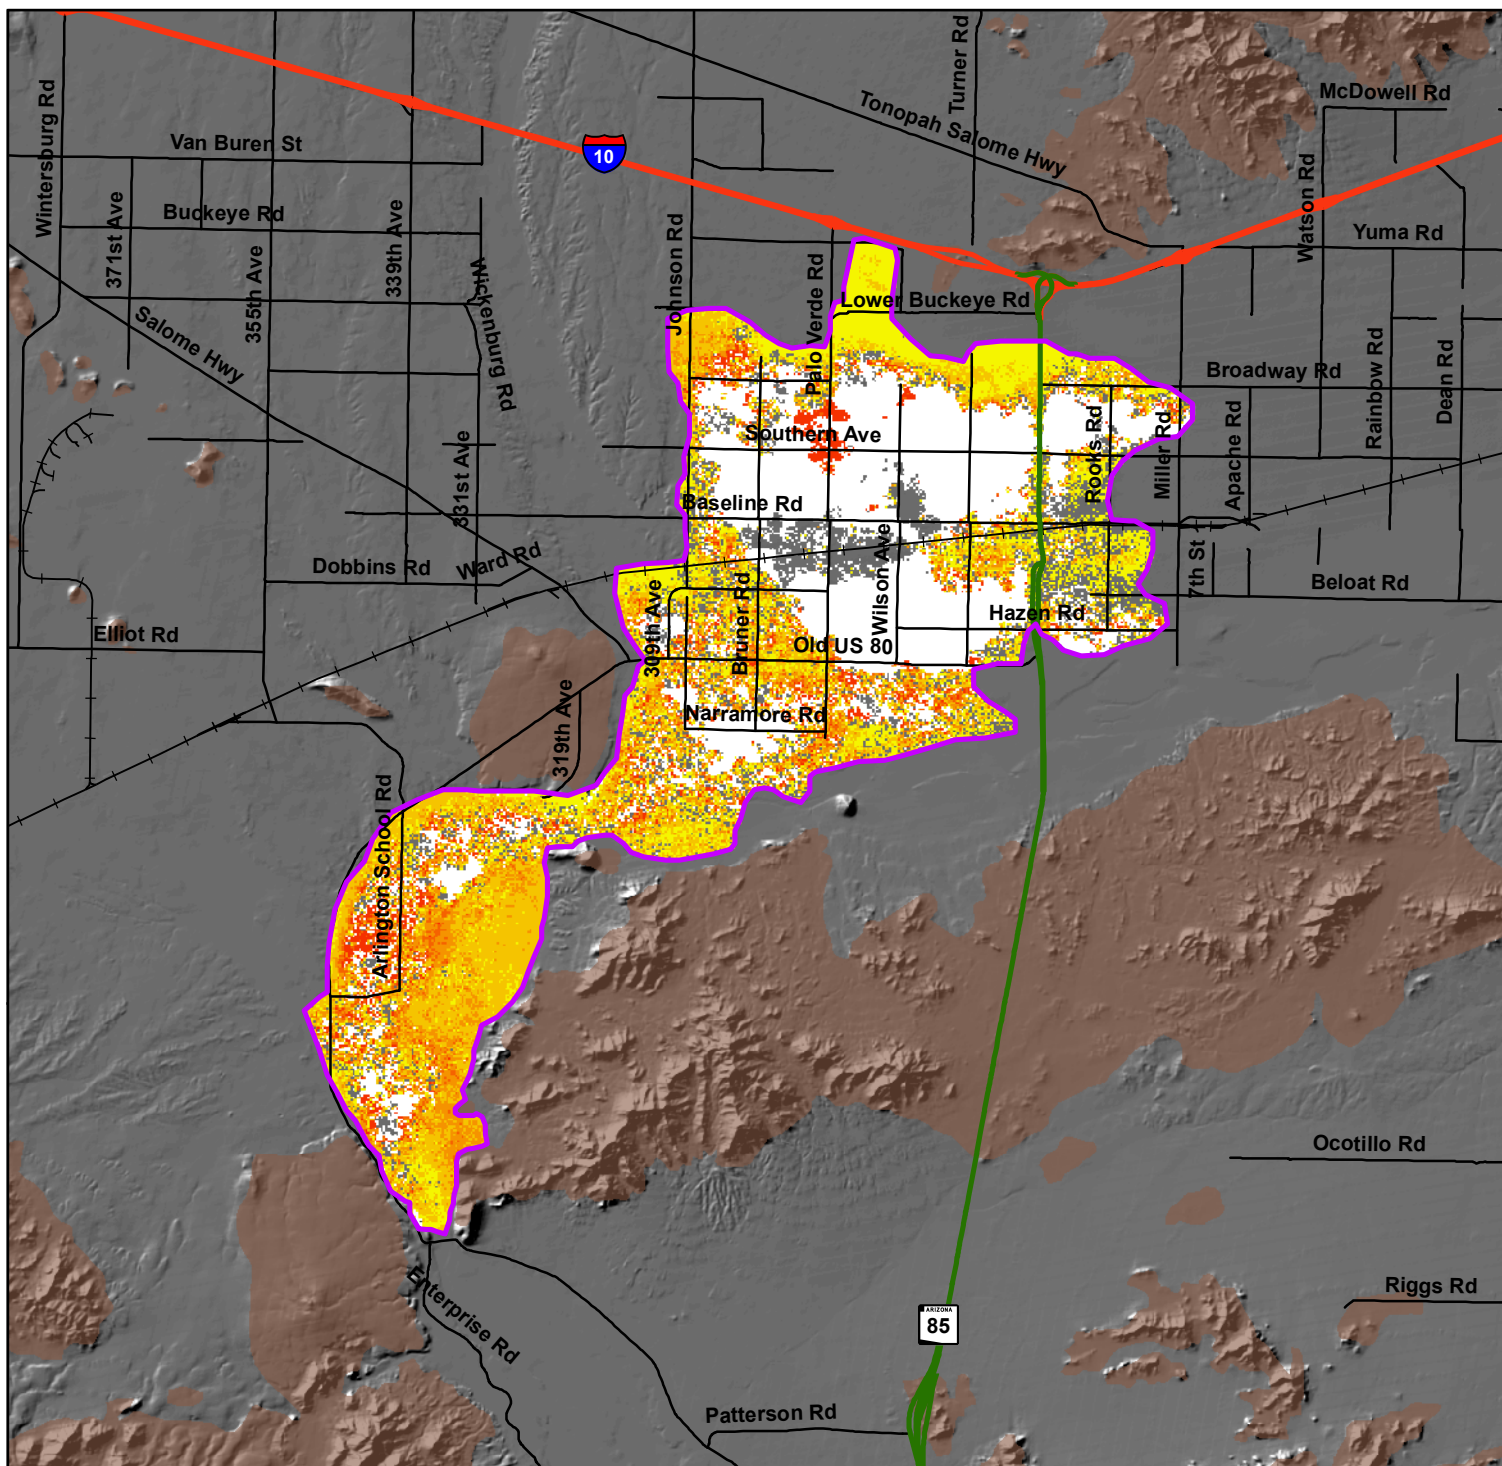 Turner Rd
McDowell Rd
Tonopah Salome Hwy
Wintersburg Rd
Van Buren St
10
Watson Rd
371st Ave
Buckeye Rd
339th Ave
355th Ave
Johnson Rd
Yuma Rd
Wickenburg Rd
Palo Verde Rd
Lower Buckeye Rd
Salome Hwy
Broadway Rd
Rainbow Rd
Dean Rd
Southern Ave
Rooks Rd
Miller Rd
Apache Rd
331st Ave
Baseline Rd
Dobbins Rd
Ward Rd
Wilson Ave
7th St
Beloat Rd
Elliot Rd
309th Ave
Bruner Rd
Hazen Rd
Old US 80
319th Ave
Narramore Rd
Arlington School Rd
Ocotillo Rd
Enterprise Rd
Riggs Rd
ARIZONA
85
Patterson Rd